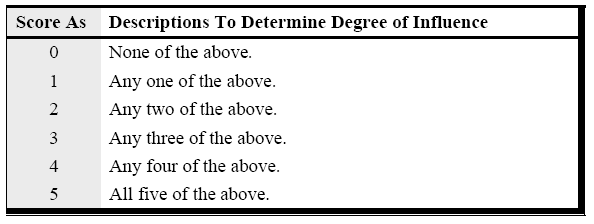 Score As Descriptions To Determine Degree of Influence
0 None of the above.
1 Any one of the above.
2 Any two of the above.
3 Any three of the above.
4 Any four of the above.
5 All five of the above.